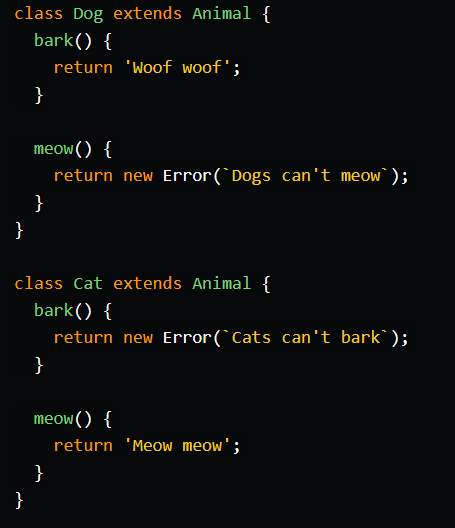 class Dog extends Animal {
  bark() {
    return 'Woof woof';
  }

  meow() {
    return new Error(`Dogs can't meow`);
  }
}

class Cat extends Animal {
  bark() {
    return new Error(`Cats can't bark`);
  }

  meow() {
    return 'Meow meow';
  }
}